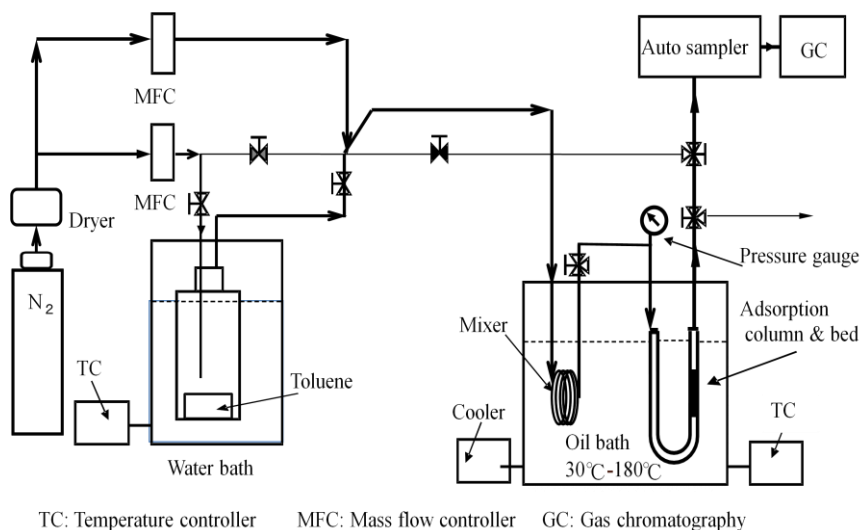 Auto sampler
GC
MFC
MFC
Dryer
N2
Pressure gauge
Adsorption
column & bed
Mixer
TC
Toluene
Cooler
TC
Oil bath
30℃-180℃
Water bath
TC: Temperature controller MFC: Mass flow controller GC: Gas chromatography